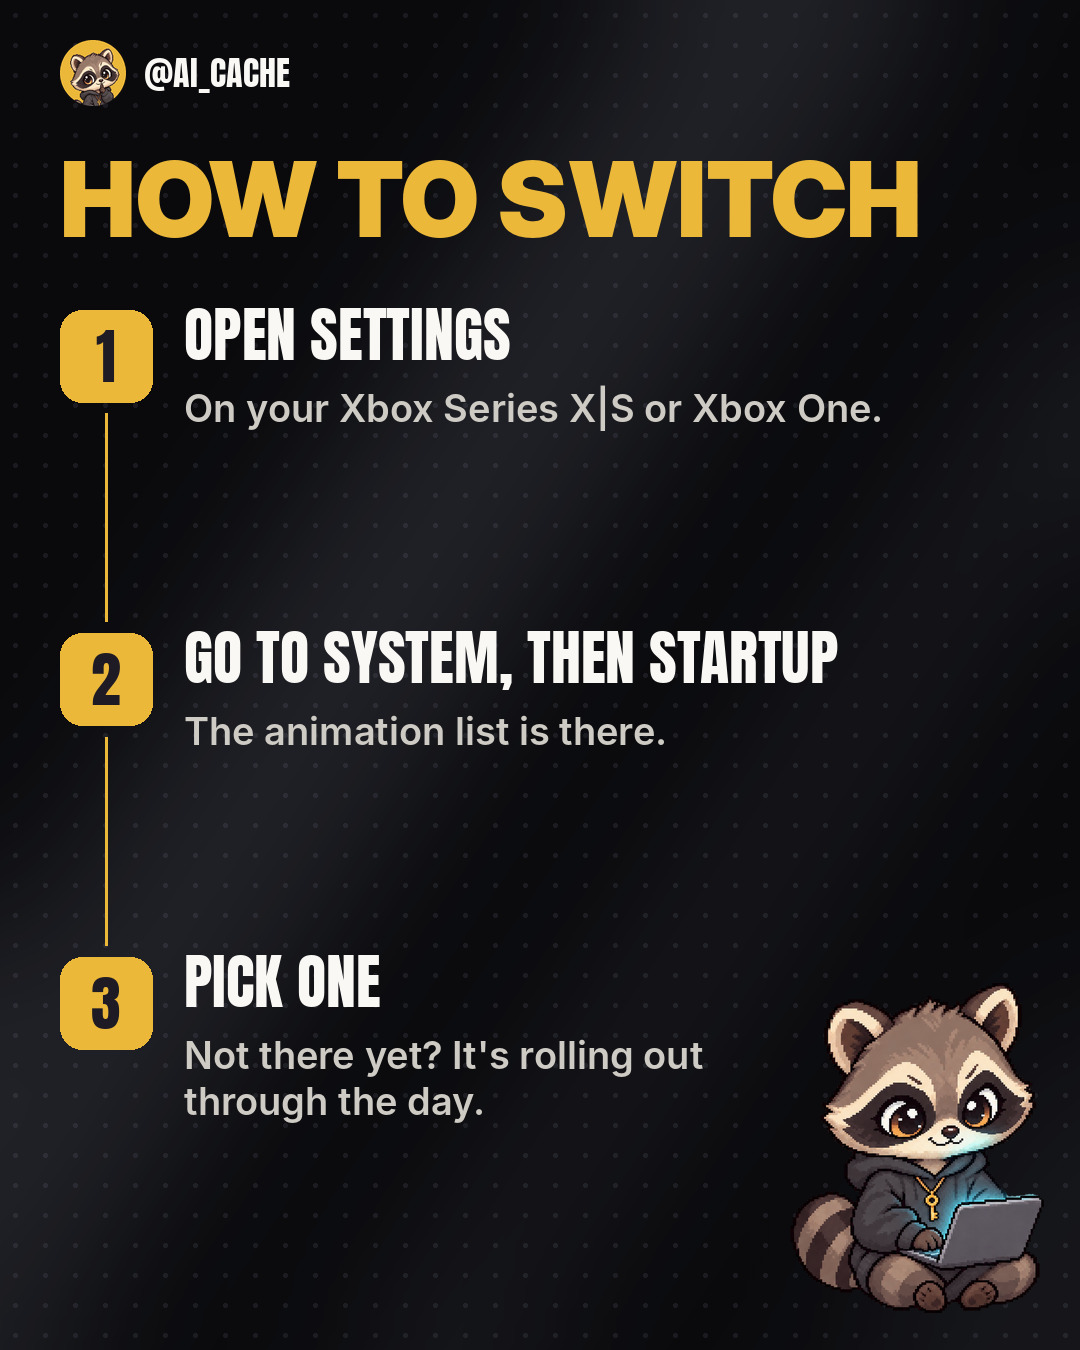 @AI_CACHE
HOW TO SWITCH
1
OPEN SETTINGS
On your Xbox Series X|S or Xbox One.
2
GO TO SYSTEM, THEN STARTUP
The animation list is there.
3
PICK ONE
Not there yet? It's rolling out
through the day.